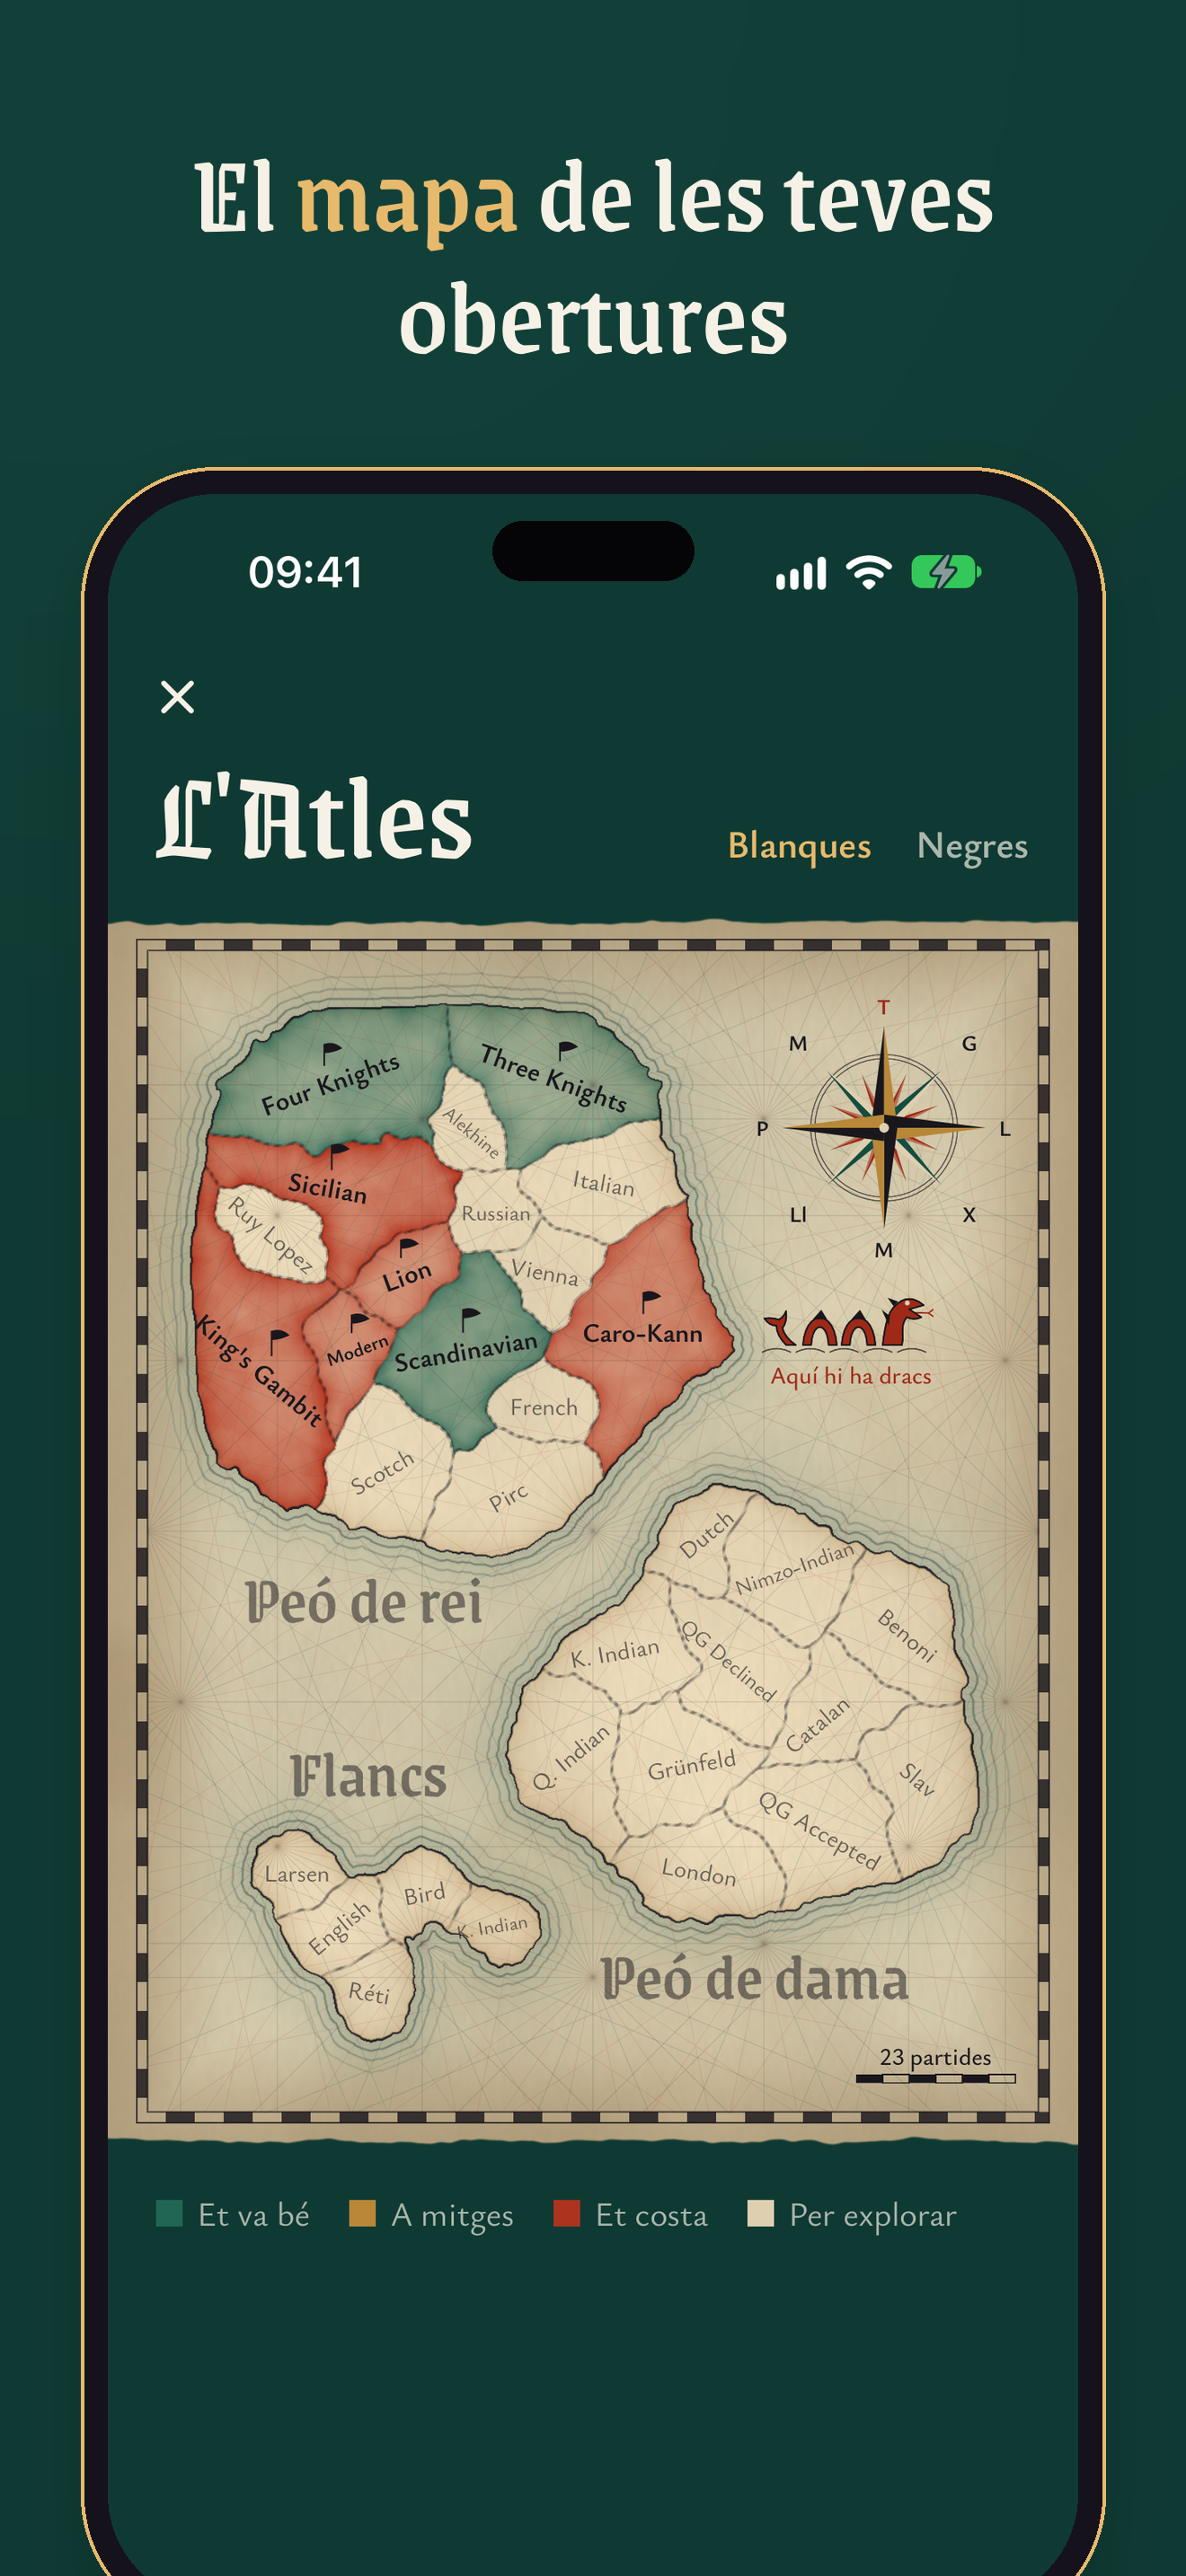 El mapa de les teves
obertures
09:41
L'Atles
Blanques Negres
T
M G
P L
Ll X
M
Four Knights
Three Knights
Alekhine
Sicilian
Italian
Ruy Lopez
Russian
Lion
Vienna
King's Gambit
Modern
Scandinavian
Caro-Kann
French
Scotch
Pirc
Aquí hi ha dracs
Peó de rei
Dutch
Nimzo-Indian
Benoni
K. Indian
QG Declined
Catalan
Q. Indian
Grünfeld
Slav
QG Accepted
London
Flancs
Larsen
Bird
English
K. Indian
Réti
Peó de dama
23 partides
Et va bé A mitges Et costa Per explorar